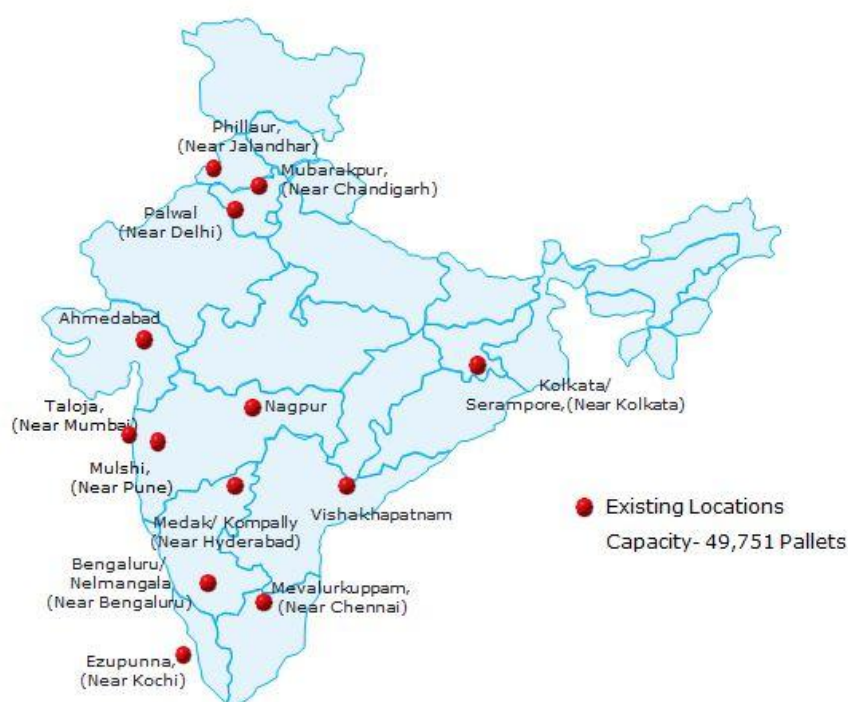 Phillaur,
(Near Jalandhar)
Mubarakpur,
(Near Chandigarh)
Palwal
(Near Delhi)
Ahmedabad
Kolkata/
Serampore,(Near Kolkata)
Taloja,
(Near Mumbai)
Nagpur
Mulshi,
(Near Pune)
Medak/ Kompally
(Near Hyderabad)
Vishakhapatnam
Existing Locations
Capacity- 49,751 Pallets
Bengaluru/
Nelmangala
(Near Bengaluru)
Mevalurkuppam,
(Near Chennai)
Ezupunna,
(Near Kochi)